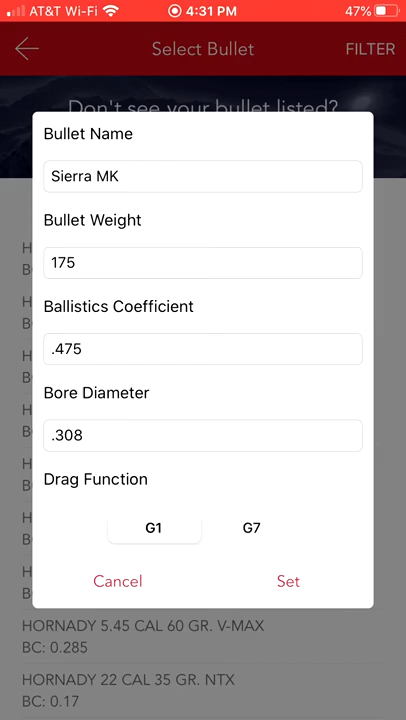 AT&T Wi-Fi 4:31 PM 47%
Select Bullet FILTER
Don't see your bullet listed?
Bullet Name
Sierra MK
Bullet Weight
175
Ballistics Coefficient
.475
Bore Diameter
.308
Drag Function
G1 G7
Cancel Set
HORNADY 5.45 CAL 60 GR. V-MAX
BC: 0.285
HORNADY 22 CAL 35 GR. NTX
BC: 0.17